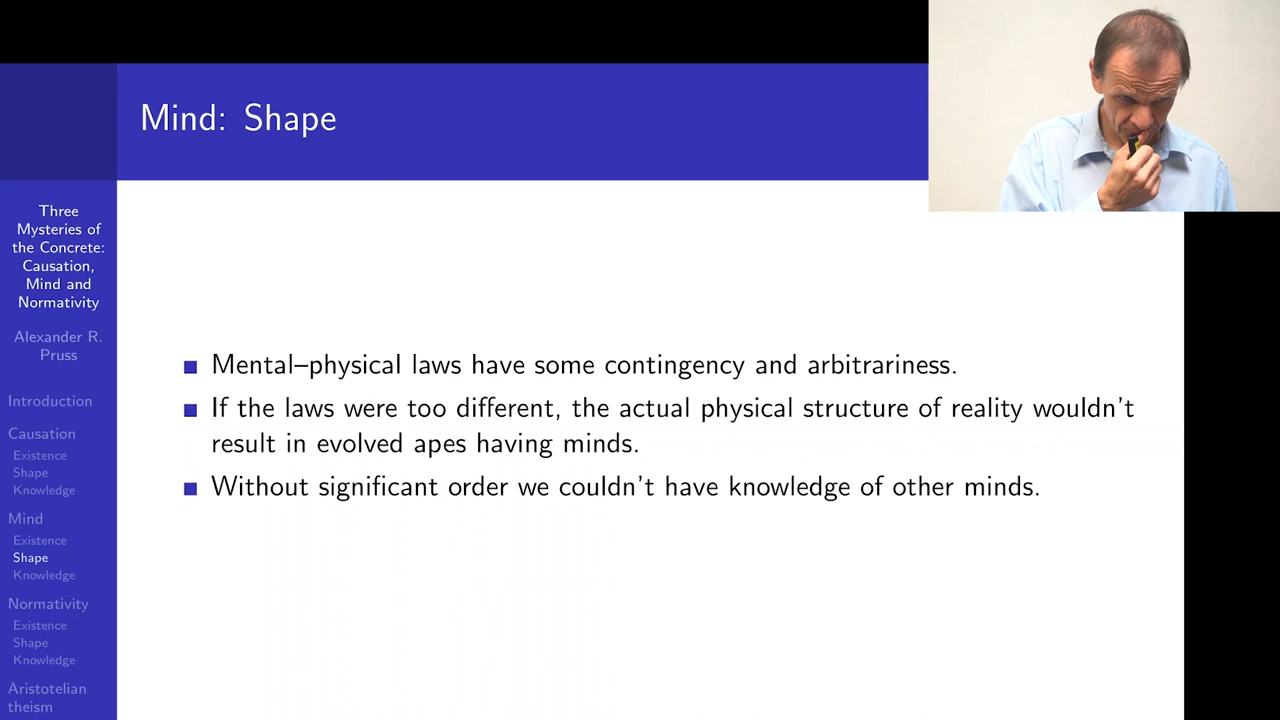 Mind: Shape
Three
Mysteries of
the Concrete:
Causation,
Mind and
Normativity
Alexander R.
Pruss
Introduction
Causation
Existence
Shape
Knowledge
Mind
Existence
Shape
Knowledge
Normativity
Existence
Shape
Knowledge
Aristotelian
theism
Mental–physical laws have some contingency and arbitrariness.
If the laws were too different, the actual physical structure of reality wouldn't
result in evolved apes having minds.
Without significant order we couldn't have knowledge of other minds.